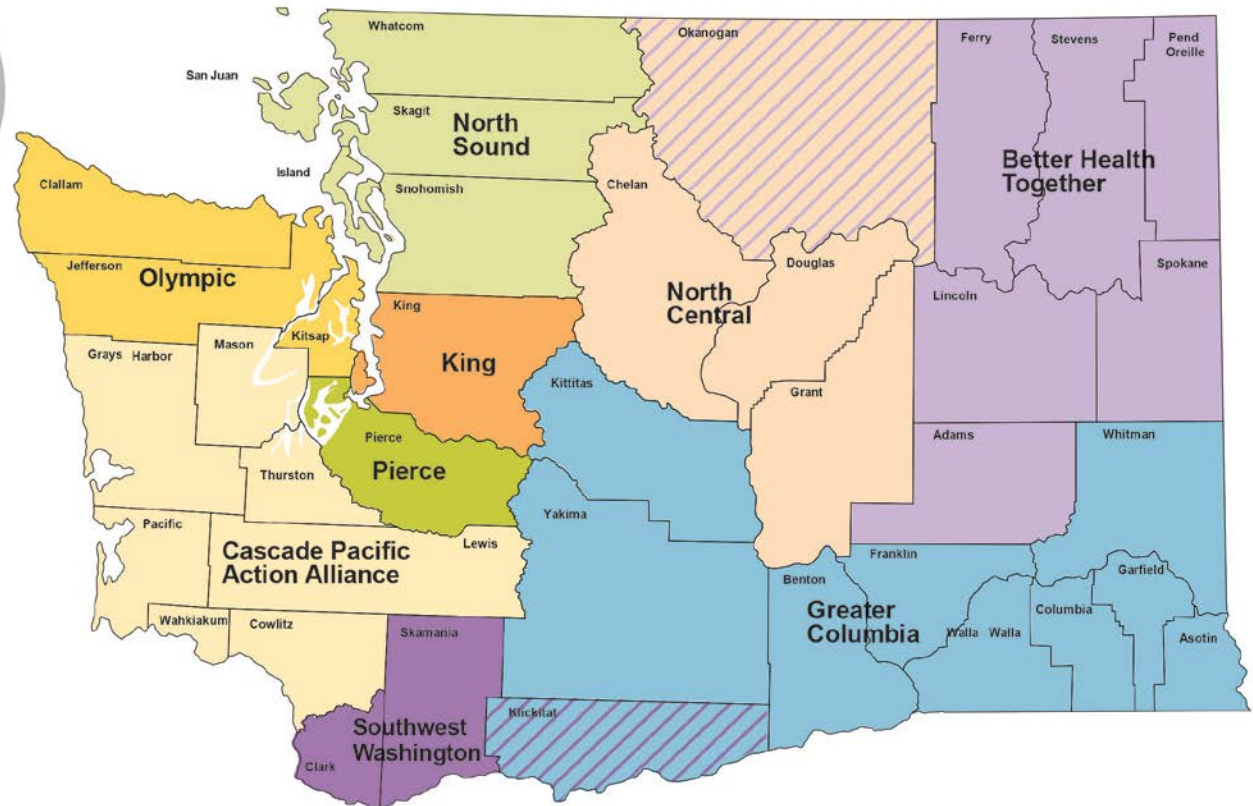 Whatcom
Okanogan
Ferry
Stevens
Pend
Oreille
San Juan
Skagit
North
Sound
Better Health
Together
Island
Snohomish
Chelan
Clallam
Jefferson
Olympic
Douglas
Spokane
Lincoln
North
Central
King
King
Kitsap
Mason
Grays Harbor
Kittitas
Grant
Adams
Whitman
Pierce
Pierce
Thurston
Yakima
Pacific
Lewis
Cascade Pacific
Action Alliance
Franklin
Benton
Garfield
Greater
Columbia
Columbia
Wahkiakum
Cowlitz
Skamania
Walla Walla
Asotin
Klickitat
Southwest
Washington
Clark